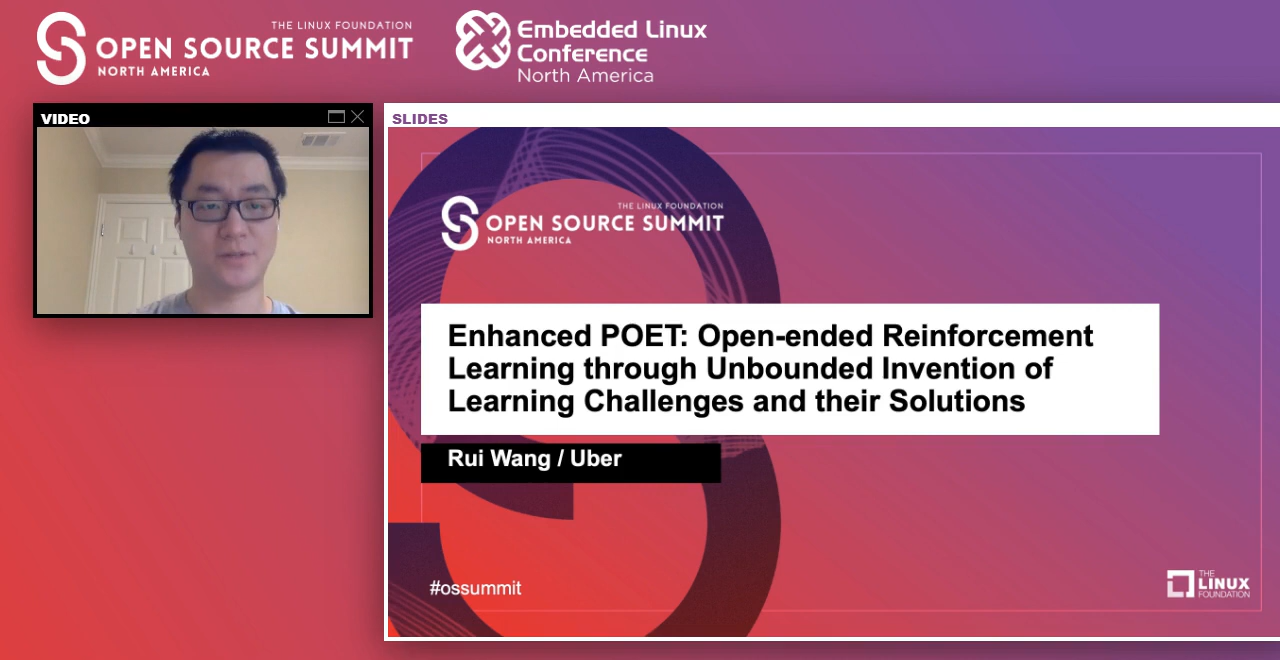 THE LINUX FOUNDATION
OPEN SOURCE SUMMIT
NORTH AMERICA
Embedded Linux
Conference
North America
VIDEO
SLIDES
THE LINUX FOUNDATION
OPEN SOURCE SUMMIT
NORTH AMERICA
Enhanced POET: Open-ended Reinforcement
Learning through Unbounded Invention of
Learning Challenges and their Solutions
Rui Wang / Uber
#ossummit
THE
LINUX
FOUNDATION